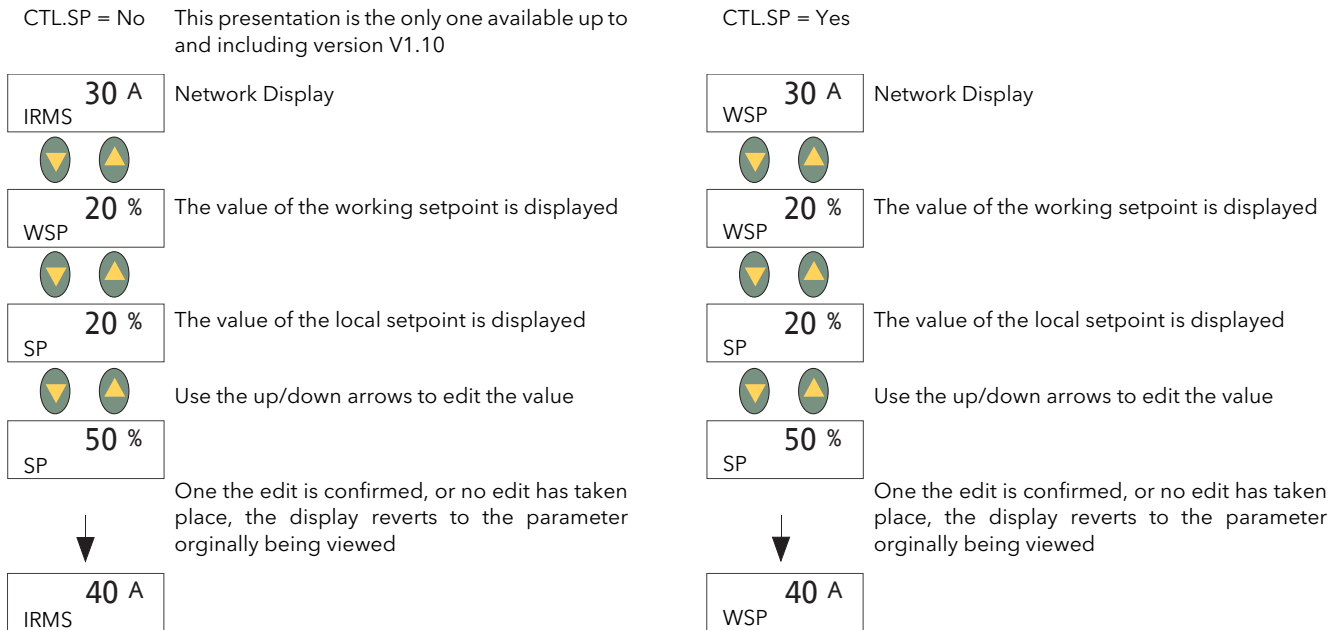 CTL.SP = No
This presentation is the only one available up to
and including version V1.10
30 A
IRMS
Network Display
20 %
WSP
The value of the working setpoint is displayed
20 %
SP
The value of the local setpoint is displayed
Use the up/down arrows to edit the value
50 %
SP
One the edit is confirmed, or no edit has taken
place, the display reverts to the parameter
orginally being viewed
40 A
IRMS
CTL.SP = Yes
30 A
WSP
Network Display
20 %
WSP
The value of the working setpoint is displayed
20 %
SP
The value of the local setpoint is displayed
Use the up/down arrows to edit the value
50 %
SP
One the edit is confirmed, or no edit has taken
place, the display reverts to the parameter
orginally being viewed
40 A
WSP